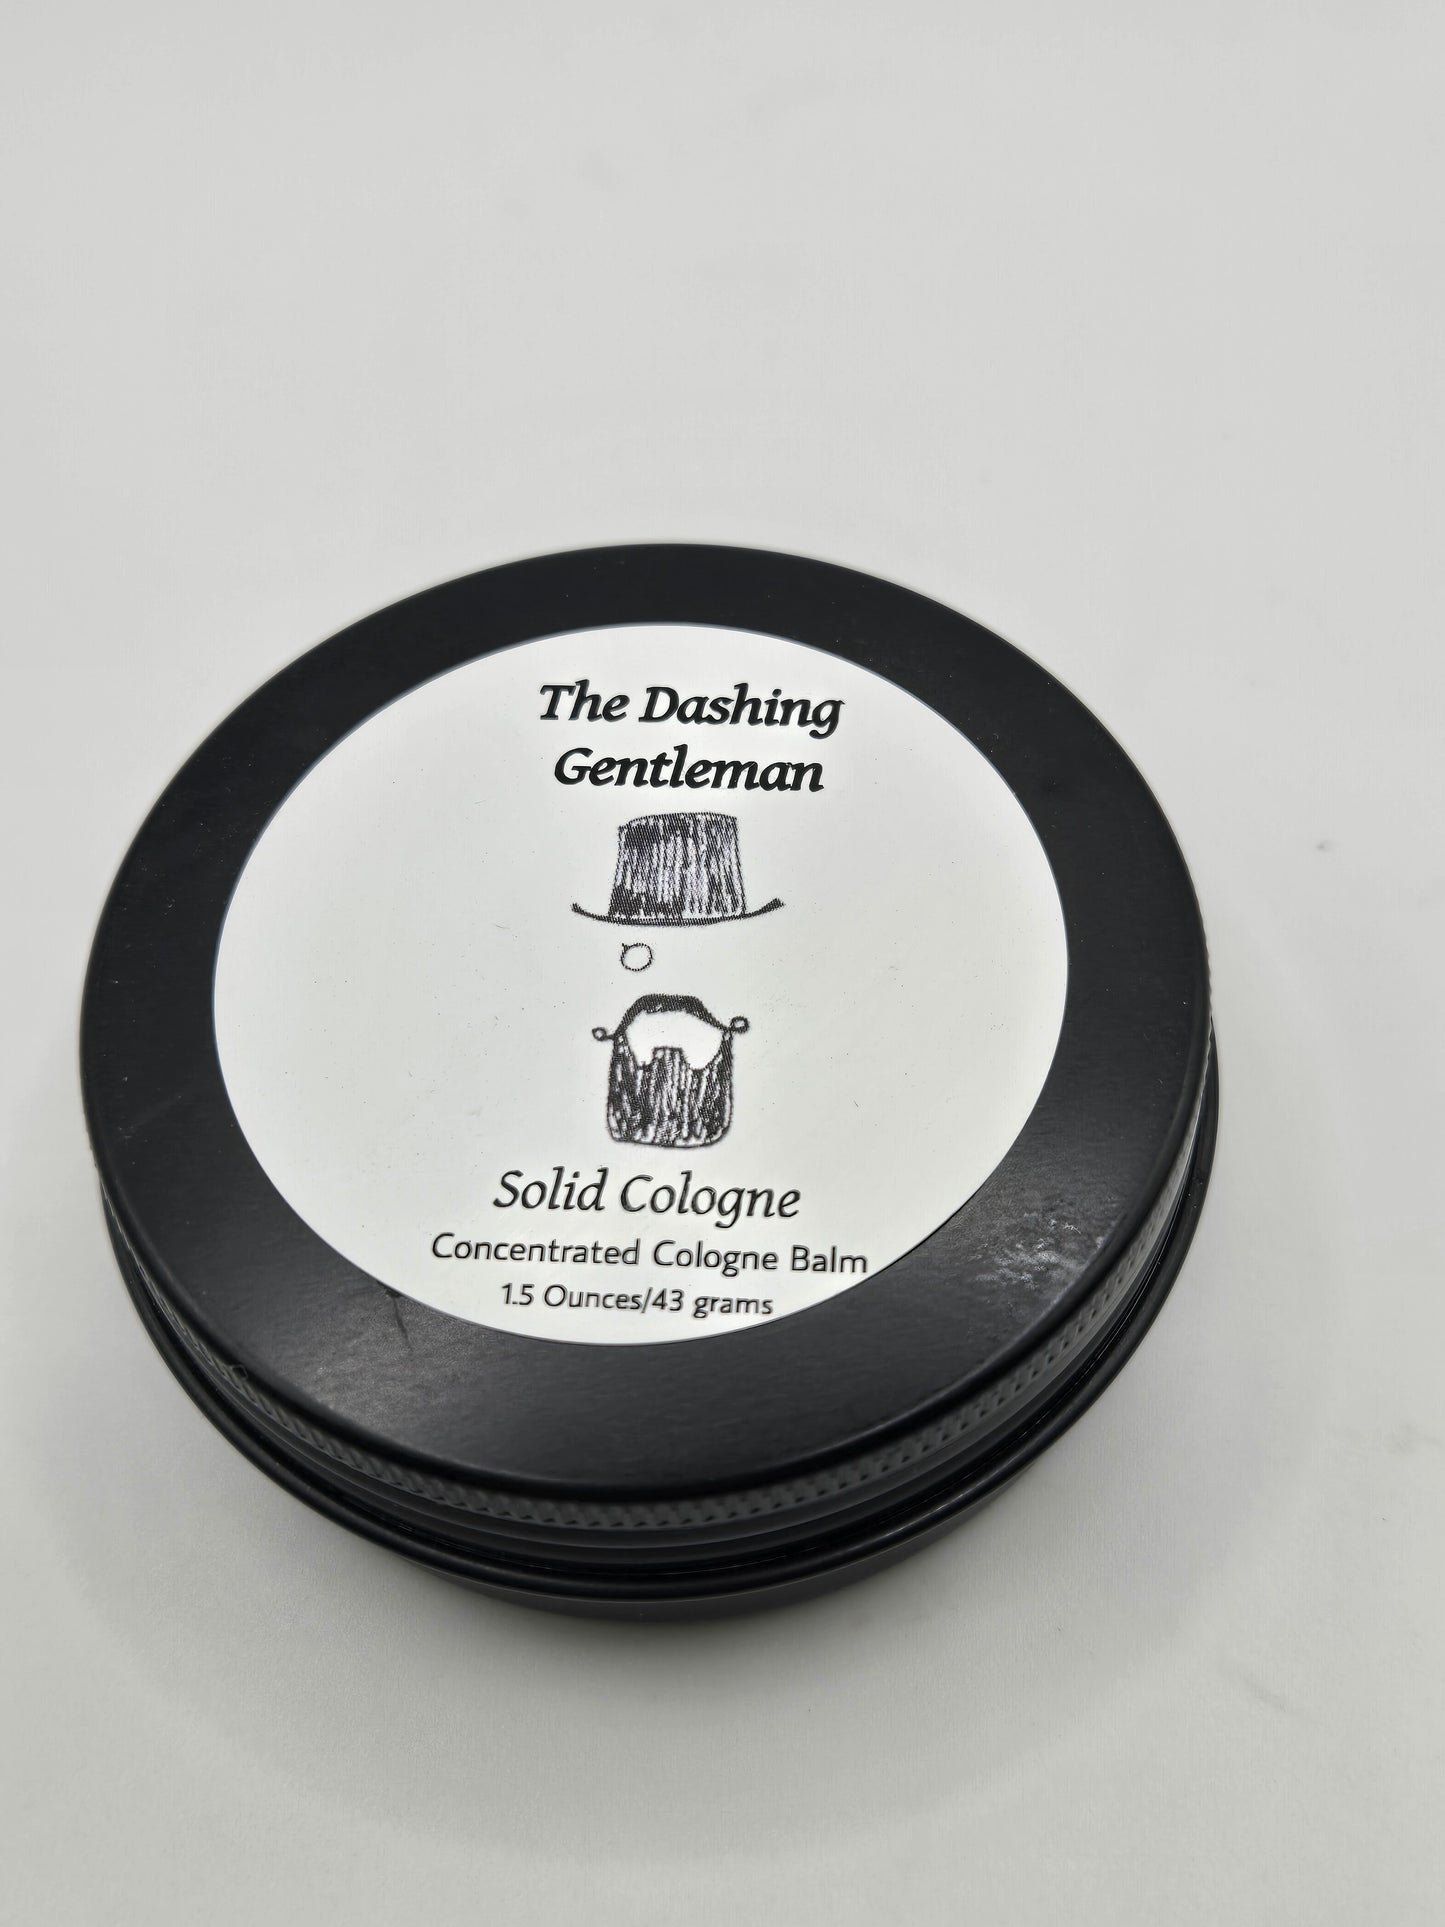 The Dashing
Gentleman
Solid Cologne
Concentrated Cologne Balm
1.5 Ounces/43 grams